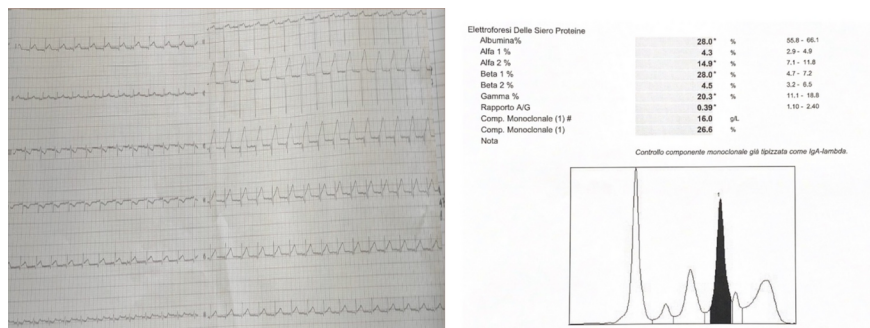 Elettroforesi Delle Siero Proteine
Albumina% 28.0* % 55.8 - 66.1
Alfa 1 % 4.3 % 2.9 - 4.9
Alfa 2 % 14.9* % 7.1 - 11.8
Beta 1 % 28.0* % 4.7 - 7.2
Beta 2 % 4.5 % 3.2 - 6.5
Gamma % 20.3* % 11.1 - 18.8
Rapporto A/G 0.39* 1.10 - 2.40
Comp. Monoclonale (1) # 16.0 g/L
Comp. Monoclonale (1) 26.6 %
Nota
Controllo componente monoclonale già tipizzata come IgA-lambda.